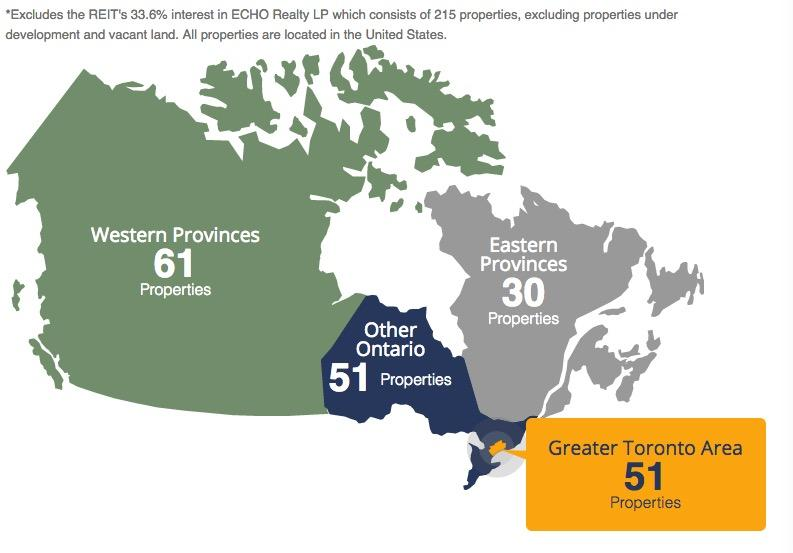 *Excludes the REIT's 33.6% interest in ECHO Realty LP which consists of 215 properties, excluding properties under
development and vacant land. All properties are located in the United States.
Western Provinces
61
Properties
Eastern
Provinces
30
Properties
Other
Ontario
51 Properties
Greater Toronto Area
51
Properties